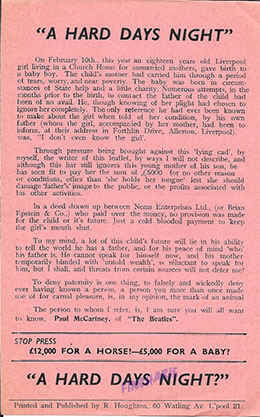 "A HARD DAYS NIGHT"
On February 10th, this year an eighteen years old Liverpool
girl living in a Church Home for unmarried mothers, gave birth to
a baby boy. The child's mother had carried him through a period
of tears, worry, and near poverty. The baby was born in circum-
stances of State help and a little charity. Numerous attempts, in the
months prior to the birth, to contact the father of the child had
been of no avail. He, though knowing of her plight had chosen to
ignore her completely. The only reference he had ever been known
to make about the girl when told of her condition, by his own
father (whom the girl, accompanied by her mother, had been to
inform, at their address in Forthlin Drive, Allerton, Liverpool)
was, "I don't even know the girl".
Through pressure being brought against this 'lying cad', by
myself, the writer of this leaflet, by ways I will not describe, and
although this liar still ignores this young mother of his son, he
has seen fit to pay her the sum of £5000 for no other reason
or conditions, other than 'she holds her tongue' lest she should
damage 'father's' image to the public, or the profits associated with
his other activities.
In a deed drawn up between Nems Enterprises Ltd., (or Brian
Epstein & Co.), who paid over the money, no provision was made
for the child or it's future. Just a cold blooded payment to keep
the girl's mouth shut.
To my mind, a lot of this child's future will lie in his ability
to tell the world he has a father, and for his peace of mind 'who'
his father is. He cannot speak for himself now, and his mother
temporarily blinded with 'untold wealth', is reluctant to speak for
him, but I shall, and threats from certain sources will not deter me!
To deny paternity is one thing, to falsely and wickedly deny
ever having known a person, a person you more than once made
use of for carnal pleasure, is, in my opinion, the mark of an animal
The person to whom I refer, is, I am sure you will all want
to know, Paul McCartney, of "The Beatles".
STOP PRESS
£12,000 FOR A HORSE!—£5,000 FOR A BABY?
"A HARD DAYS NIGHT?"
Printed and Published by R. Houghton, 60 Watling Av L'pool 21.